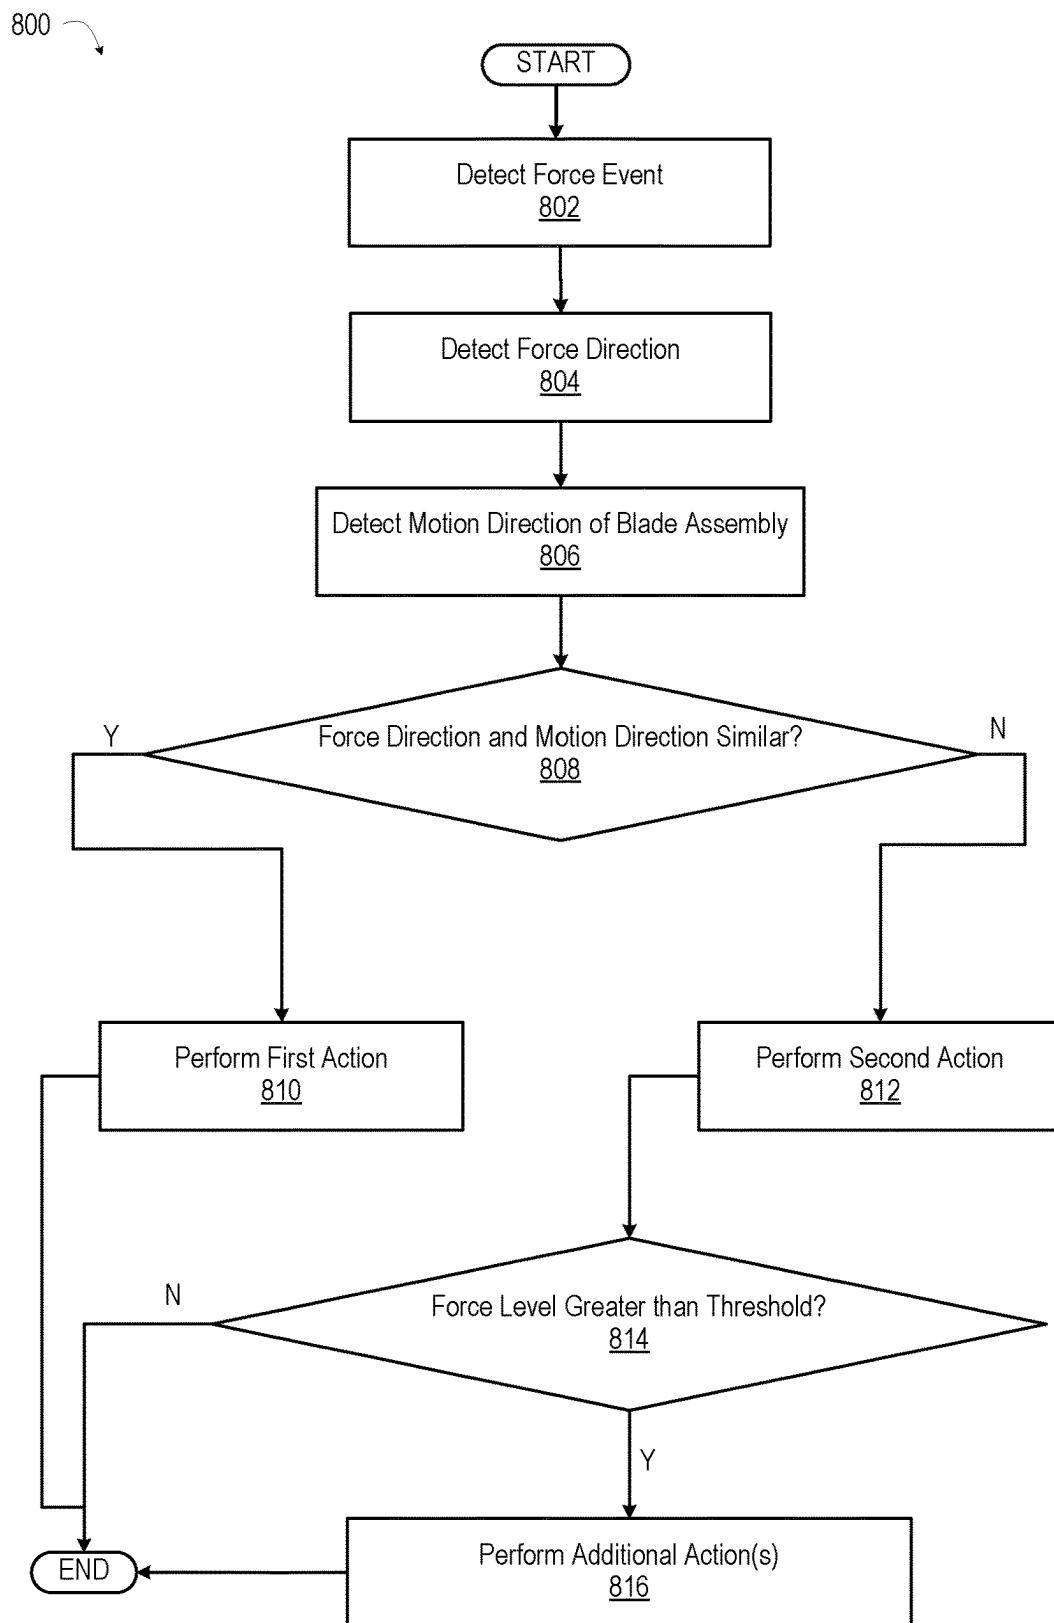 800
START
Detect Force Event
802
Detect Force Direction
804
Detect Motion Direction of Blade Assembly
806
Y
N
Force Direction and Motion Direction Similar?
808
Perform First Action
810
Perform Second Action
812
N
Force Level Greater than Threshold?
814
Y
END
Perform Additional Action(s)
816